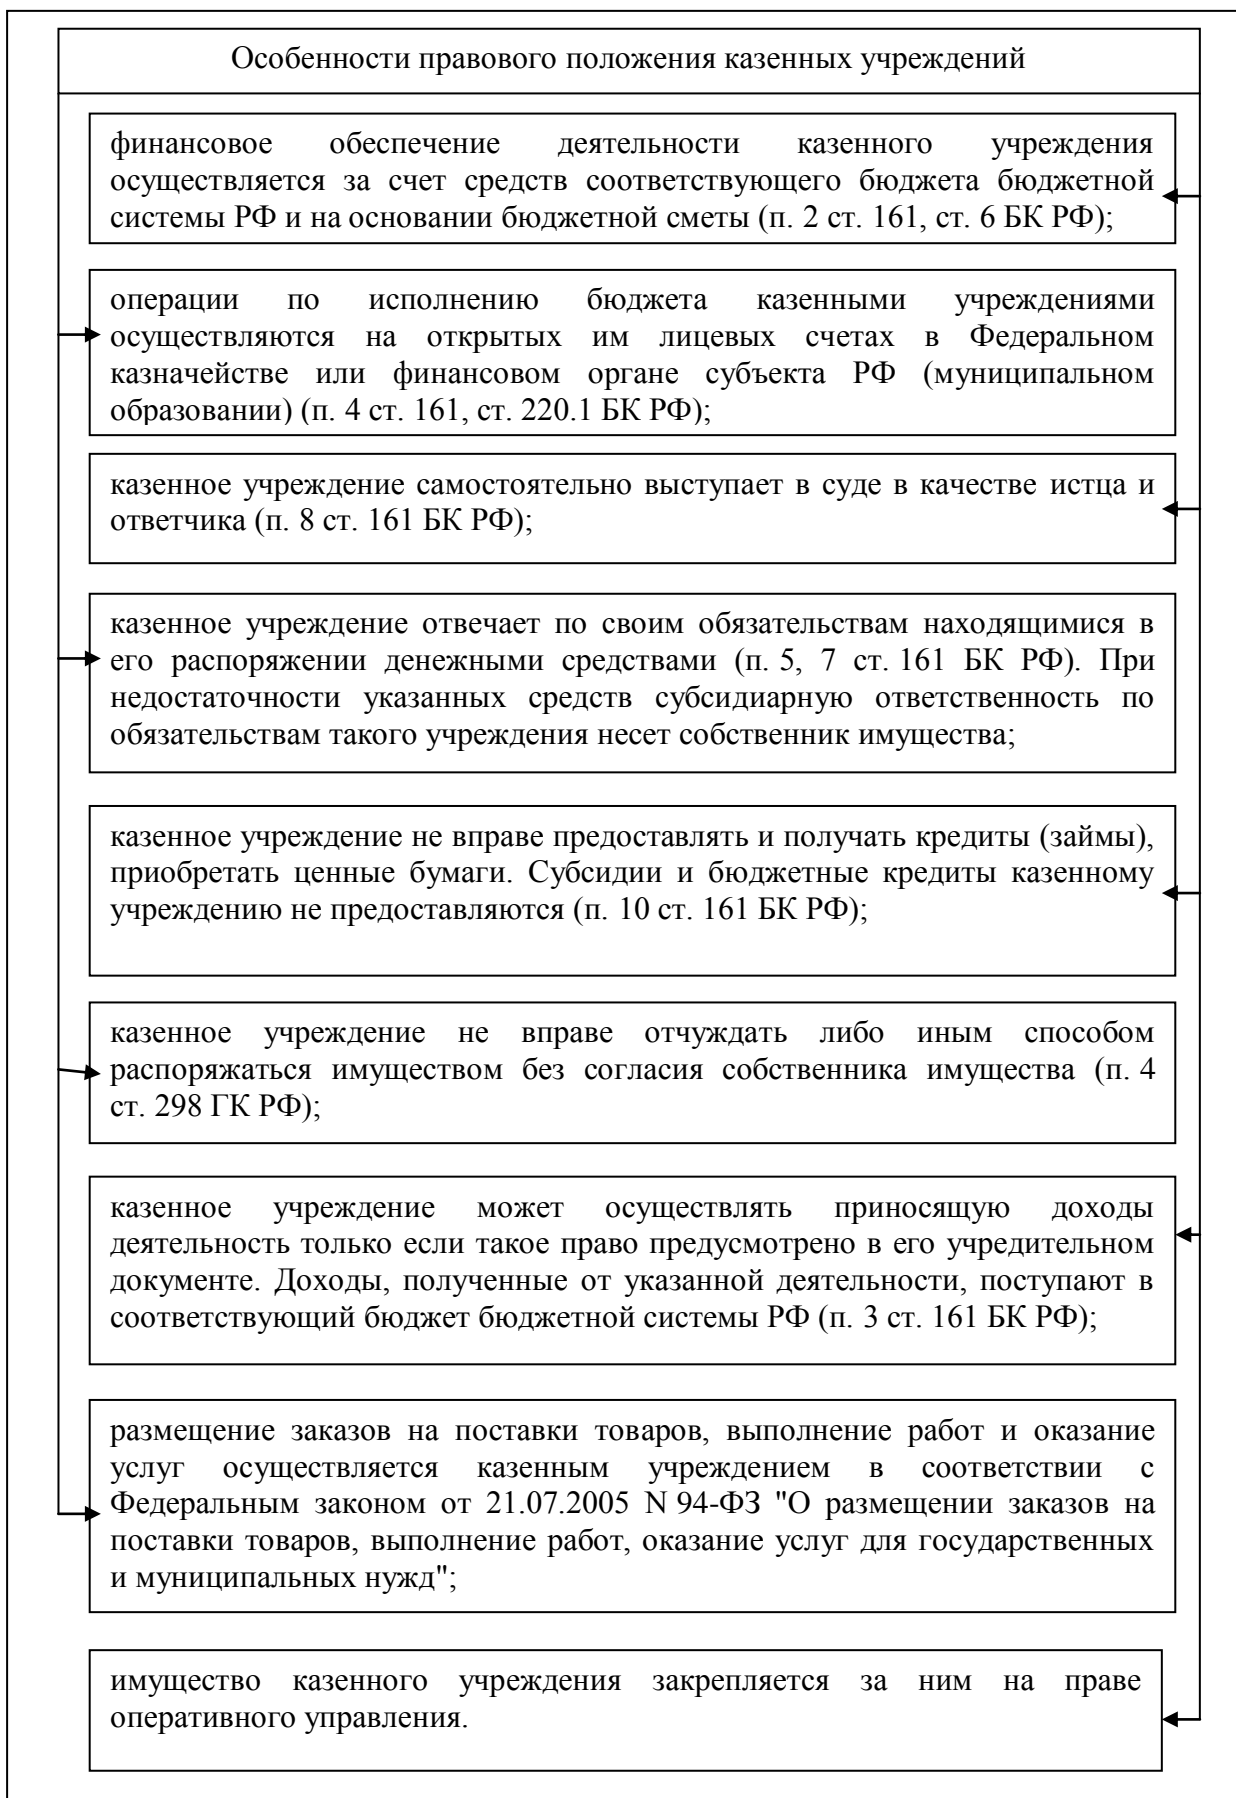 Особенности правового положения казенных учреждений
финансовое обеспечение деятельности казенного учреждения
осуществляется за счет средств соответствующего бюджета бюджетной
системы РФ и на основании бюджетной сметы (п. 2 ст. 161, ст. 6 БК РФ);
операции по исполнению бюджета казенными учреждениями
осуществляются на открытых им лицевых счетах в Федеральном
казначействе или финансовом органе субъекта РФ (муниципальном
образовании) (п. 4 ст. 161, ст. 220.1 БК РФ);
казенное учреждение самостоятельно выступает в суде в качестве истца и
ответчика (п. 8 ст. 161 БК РФ);
казенное учреждение отвечает по своим обязательствам находящимися в
его распоряжении денежными средствами (п. 5, 7 ст. 161 БК РФ). При
недостаточности указанных средств субсидиарную ответственность по
обязательствам такого учреждения несет собственник имущества;
казенное учреждение не вправе предоставлять и получать кредиты (займы),
приобретать ценные бумаги. Субсидии и бюджетные кредиты казенному
учреждению не предоставляются (п. 10 ст. 161 БК РФ);
казенное учреждение не вправе отчуждать либо иным способом
распоряжаться имуществом без согласия собственника имущества (п. 4
ст. 298 ГК РФ);
казенное учреждение может осуществлять приносящую доходы
деятельность только если такое право предусмотрено в его учредительном
документе. Доходы, полученные от указанной деятельности, поступают в
соответствующий бюджет бюджетной системы РФ (п. 3 ст. 161 БК РФ);
размещение заказов на поставки товаров, выполнение работ и оказание
услуг осуществляется казенным учреждением в соответствии с
Федеральным законом от 21.07.2005 N 94-ФЗ "О размещении заказов на
поставки товаров, выполнение работ, оказание услуг для государственных
и муниципальных нужд";
имущество казенного учреждения закрепляется за ним на праве
оперативного управления.